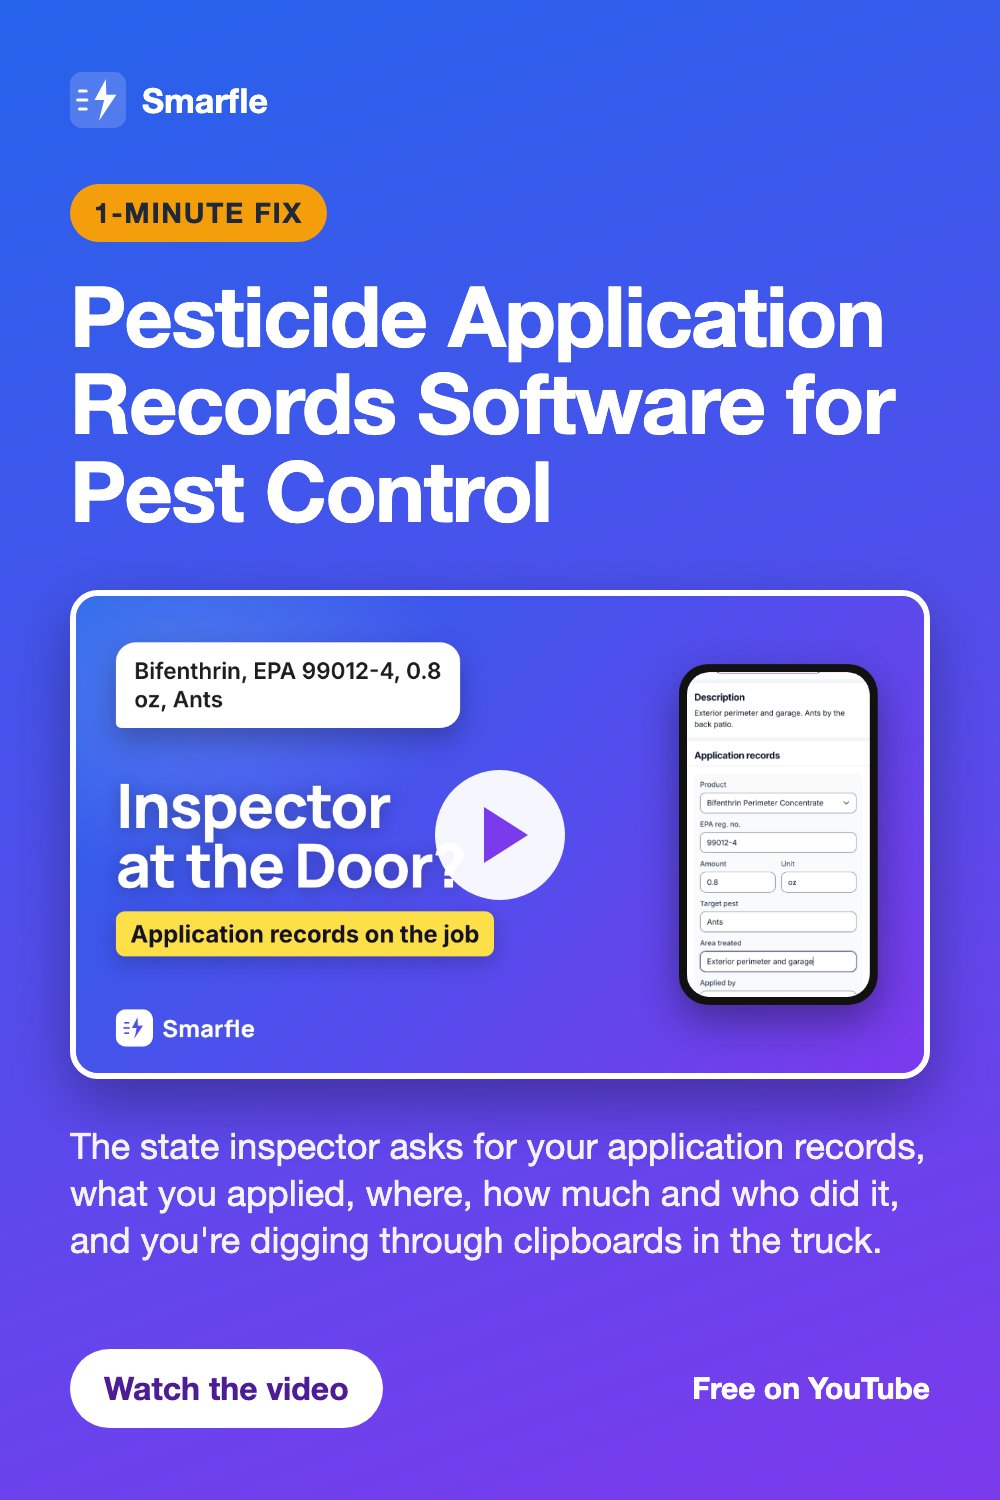 Smarfle
1-MINUTE FIX
Pesticide Application
Records Software for
Pest Control
Bifenthrin, EPA 99012-4, 0.8
oz, Ants
Inspector
at the Door?
Application records on the job
Smarfle
Description
Exterior perimeter and garage. Ants by the
back patio.
Application records
Product
Bifenthrin Perimeter Concentrate
EPA reg. no.
99012-4
Amount Unit
0.8 oz
Target pest
Ants
Area treated
Exterior perimeter and garage
Applied by
The state inspector asks for your application records,
what you applied, where, how much and who did it,
and you're digging through clipboards in the truck.
Watch the video
Free on YouTube